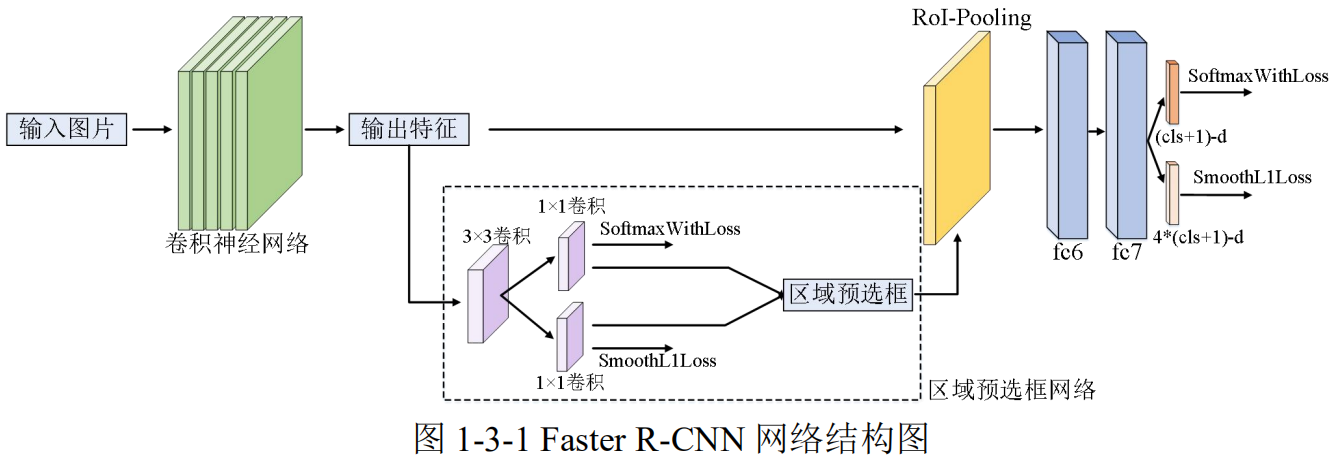 RoI-Pooling
SoftmaxWithLoss
输入图片
输出特征
(cls+1)-d
SmoothL1Loss
1×1卷积
卷积神经网络
3×3卷积
SoftmaxWithLoss
4*(cls+1)-d
fc6
fc7
区域预选框
SmoothL1Loss
1×1卷积
区域预选框网络
图 1-3-1 Faster R-CNN 网络结构图